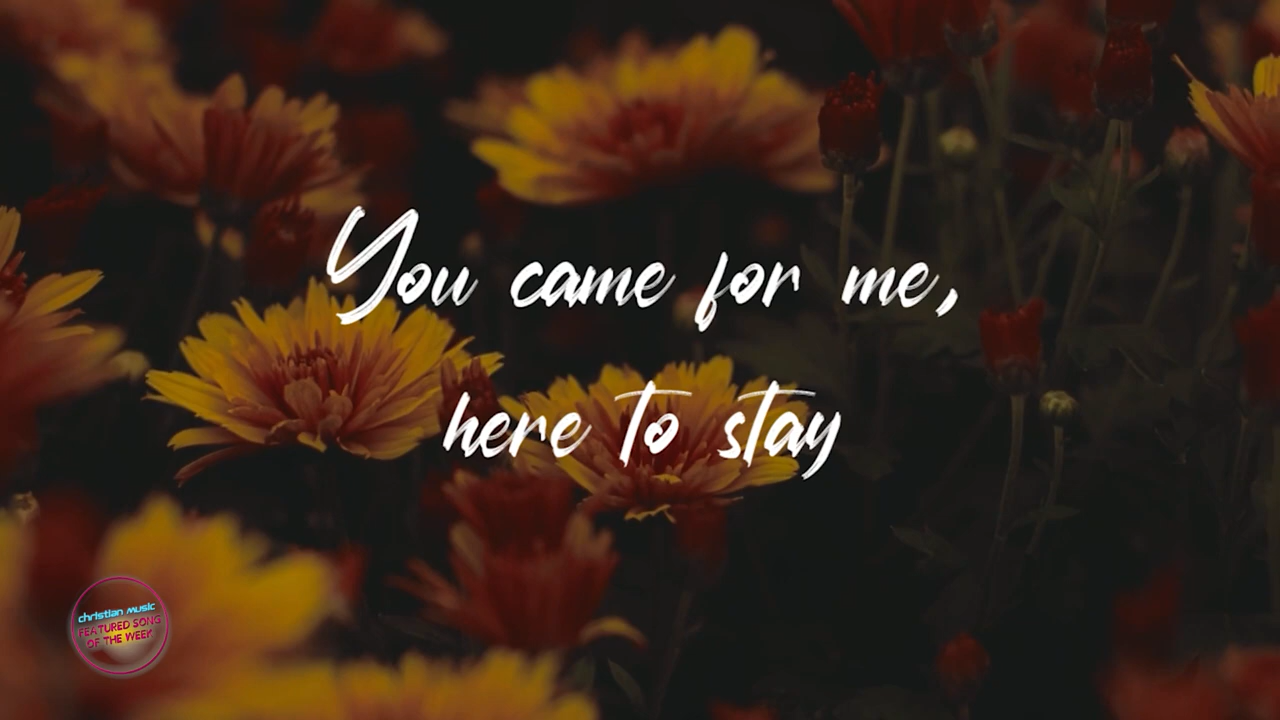 You came for me,
here to stay
christian music
FEATURED SONG
OF THE WEEK